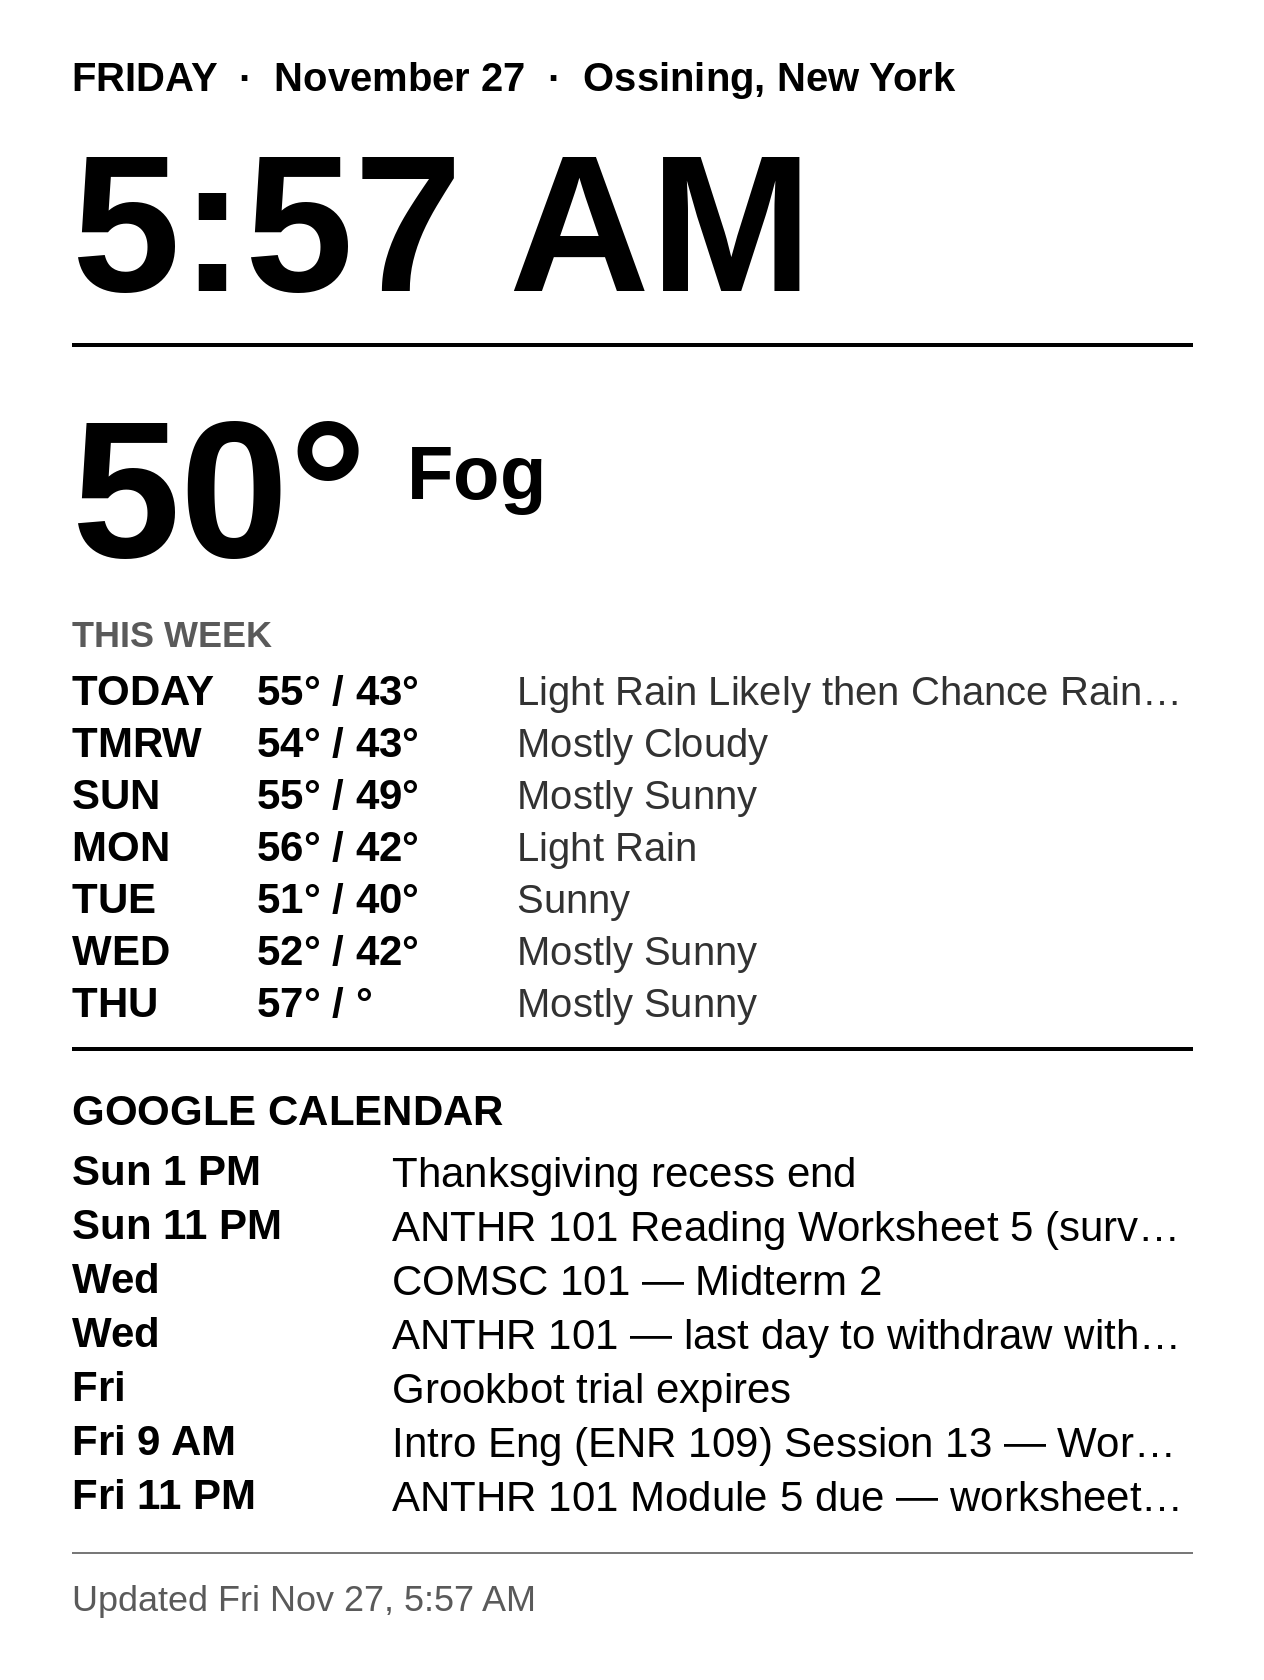 FRIDAY · November 27 · Ossining, New York
5:57 AM
50° Fog
THIS WEEK
TODAY 55° / 43° Light Rain Likely then Chance Rain…
TMRW 54° / 43° Mostly Cloudy
SUN 55° / 49° Mostly Sunny
MON 56° / 42° Light Rain
TUE 51° / 40° Sunny
WED 52° / 42° Mostly Sunny
THU 57° / ° Mostly Sunny
GOOGLE CALENDAR
Sun 1 PM Thanksgiving recess end
Sun 11 PM ANTHR 101 Reading Worksheet 5 (surv…
Wed COMSC 101 — Midterm 2
Wed ANTHR 101 — last day to withdraw with…
Fri Grookbot trial expires
Fri 9 AM Intro Eng (ENR 109) Session 13 — Wor…
Fri 11 PM ANTHR 101 Module 5 due — worksheet…
Updated Fri Nov 27, 5:57 AM